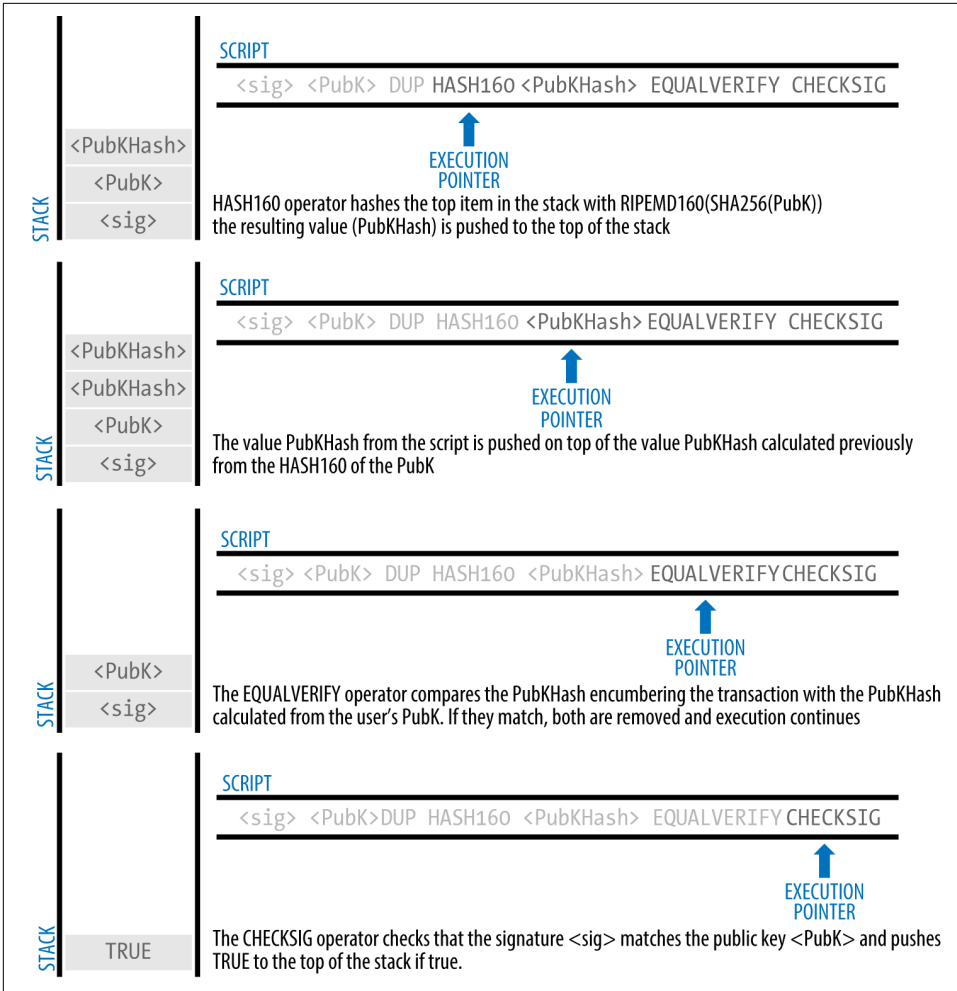 SCRIPT
<sig> <PubK> DUP HASH160 <PubKHash> EQUALVERIFY CHECKSIG
EXECUTION
POINTER
<PubKHash>
<PubK>
<sig>
STACK
HASH160 operator hashes the top item in the stack with RIPEMD160(SHA256(PubK))
the resulting value (PubKHash) is pushed to the top of the stack
SCRIPT
<sig> <PubK> DUP HASH160 <PubKHash> EQUALVERIFY CHECKSIG
EXECUTION
POINTER
<PubKHash>
<PubKHash>
<PubK>
<sig>
STACK
The value PubKHash from the script is pushed on top of the value PubKHash calculated previously
from the HASH160 of the PubK
SCRIPT
<sig> <PubK> DUP HASH160 <PubKHash> EQUALVERIFY CHECKSIG
EXECUTION
POINTER
<PubK>
<sig>
STACK
The EQUALVERIFY operator compares the PubKHash encumbering the transaction with the PubKHash
calculated from the user's PubK. If they match, both are removed and execution continues
SCRIPT
<sig> <PubK> DUP HASH160 <PubKHash> EQUALVERIFY CHECKSIG
EXECUTION
POINTER
TRUE
STACK
The CHECKSIG operator checks that the signature <sig> matches the public key <PubK> and pushes
TRUE to the top of the stack if true.